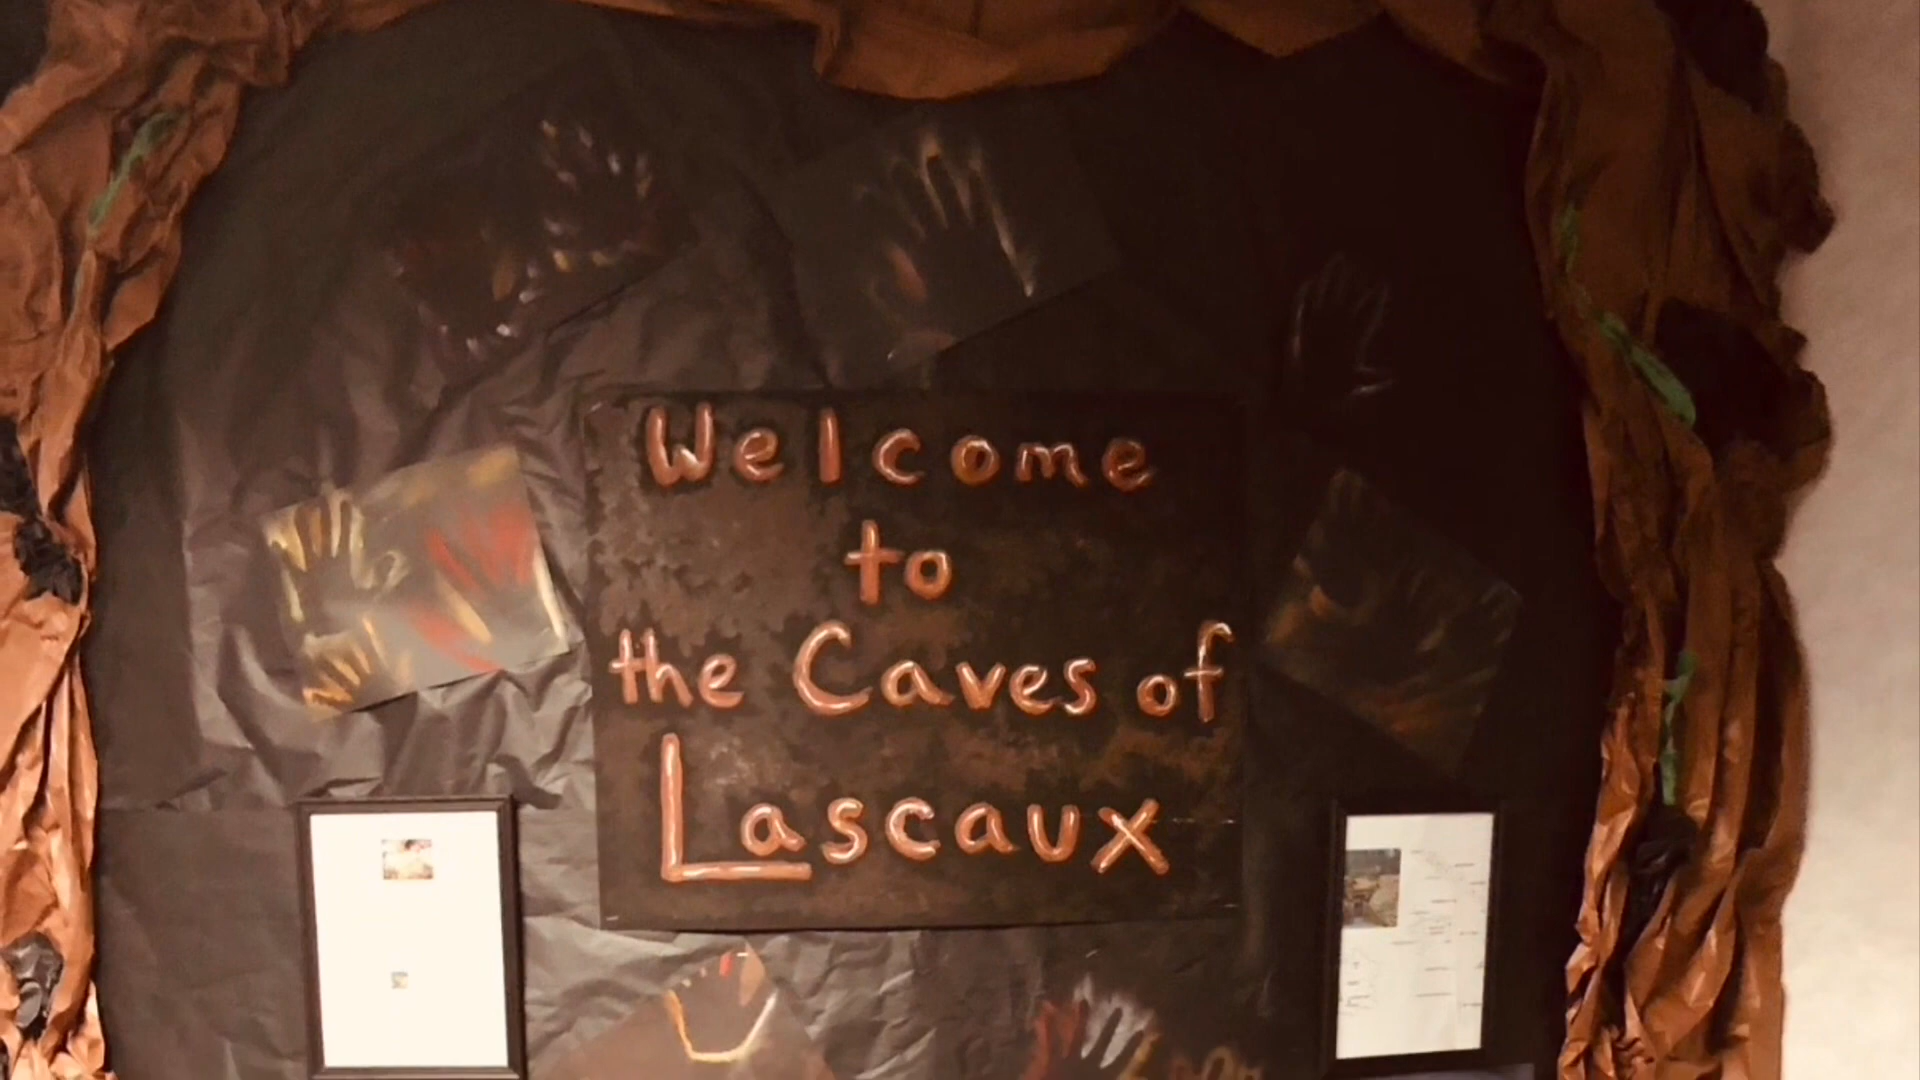 Welcome
to
the Caves of
Lascaux